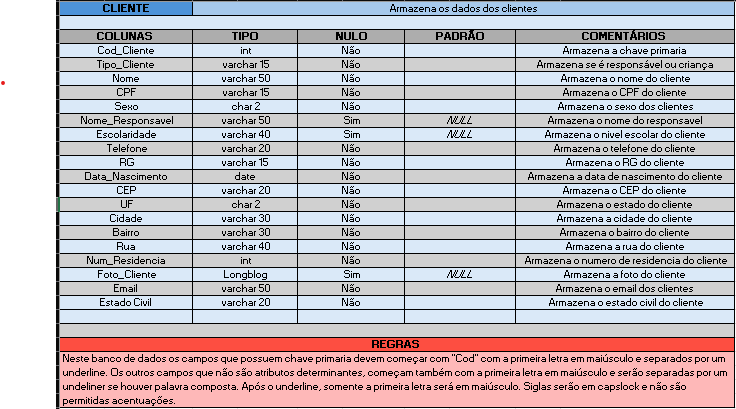 CLIENTE Armazena os dados dos clientes
COLUNAS TIPO NULO PADRÃO COMENTÁRIOS
Cod_Cliente int Não Armazena a chave primaria
Tipo_Cliente varchar 15 Não Armazena se é responsável ou criança
Nome varchar 50 Não Armazena o nome do cliente
CPF varchar 15 Não Armazena o CPF do cliente
Sexo char 2 Não Armazena o sexo dos clientes
Nome_Responsavel varchar 50 Sim NULL Armazena o nome do responsavel
Escolaridade varchar 40 Sim NULL Armazena o nivel escolar do cliente
Telefone varchar 20 Não Armazena o telefone do cliente
RG varchar 15 Não Armazena o RG do cliente
Data_Nascimento date Não Armazena a data de nascimento do cliente
CEP varchar 20 Não Armazena o CEP do cliente
UF char 2 Não Armazena o estado do cliente
Cidade varchar 30 Não Armazena a cidade do cliente
Bairro varchar 30 Não Armazena o bairro do cliente
Rua varchar 40 Não Armazena a rua do cliente
Num_Residencia int Não Armazena o numero de residencia do cliente
Foto_Cliente Longblog Sim NULL Armazena a foto do cliente
Email varchar 50 Não Armazena o email dos clientes
Estado Civil varchar 20 Não Armazena o estado civil do cliente
REGRAS
Neste banco de dados os campos que possuem chave primaria devem começar com "Cod" com a primeira letra em maiúsculo e separados por um
underline. Os outros campos que não são atributos determinantes, começam também com a primeira letra em maiúsculo e serão separadas por um
undeliner se houver palavra composta. Após o underline, somente a primeira letra será em maiúsculo. Siglas serão em capslock e não são
permitidas acentuações.